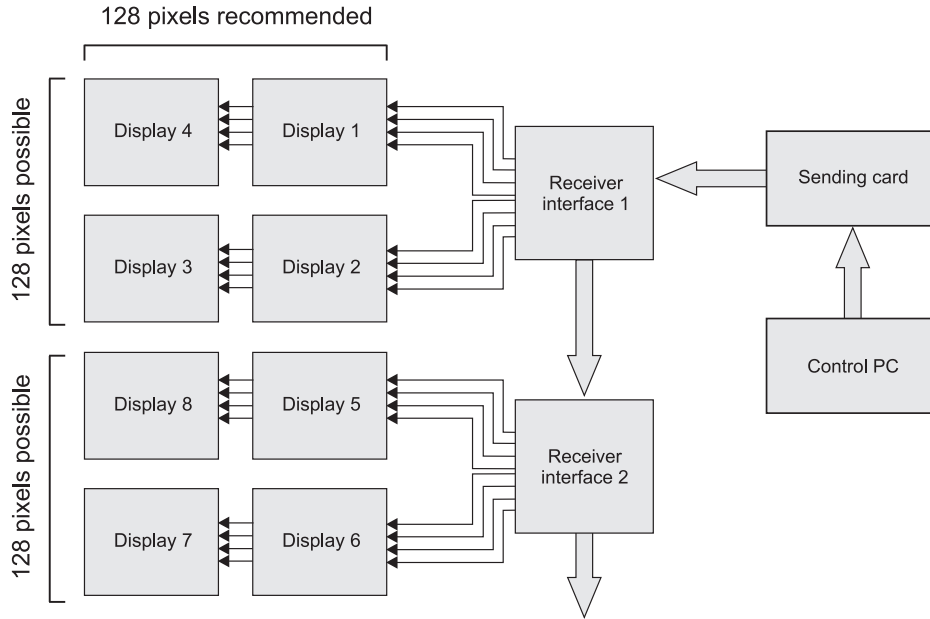 128 pixels recommended
128 pixels possible
Display 4
Display 1
Display 3
Display 2
Receiver
interface 1
Sending card
Control PC
128 pixels possible
Display 8
Display 5
Display 7
Display 6
Receiver
interface 2